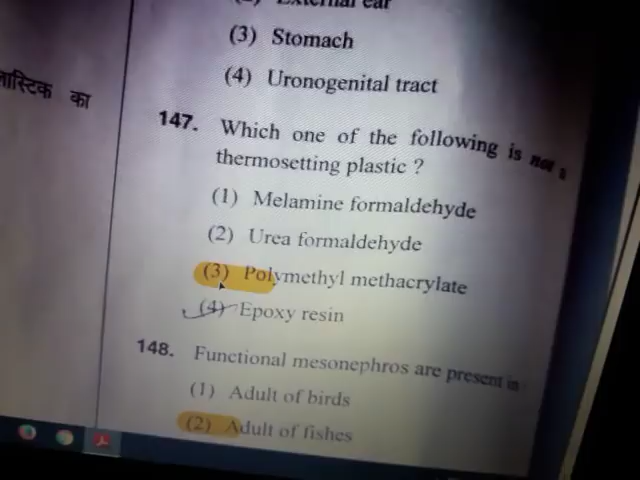 External ear
(3) Stomach
(4) Uronogenital tract
लास्टिक का
147. Which one of the following is not a
thermosetting plastic ?
(1) Melamine formaldehyde
(2) Urea formaldehyde
(3) Polymethyl methacrylate
(4) Epoxy resin
148. Functional mesonephros are present in
(1) Adult of birds
(2) Adult of fishes